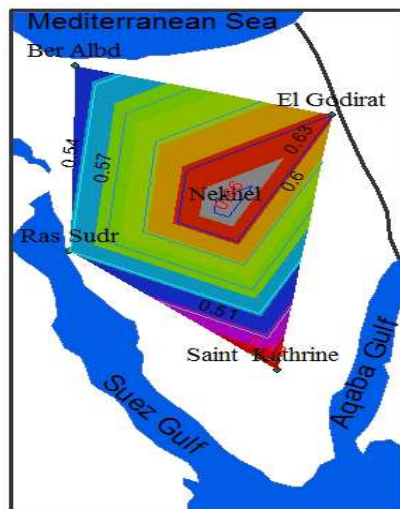 Mediterranean Sea
Ber Albd
El Godirat
0.54
0.57
0.63
0.6
Nekhel
Ras Sudr
0.51
Saint Kathrine
Suez Gulf
Aqaba Gulf